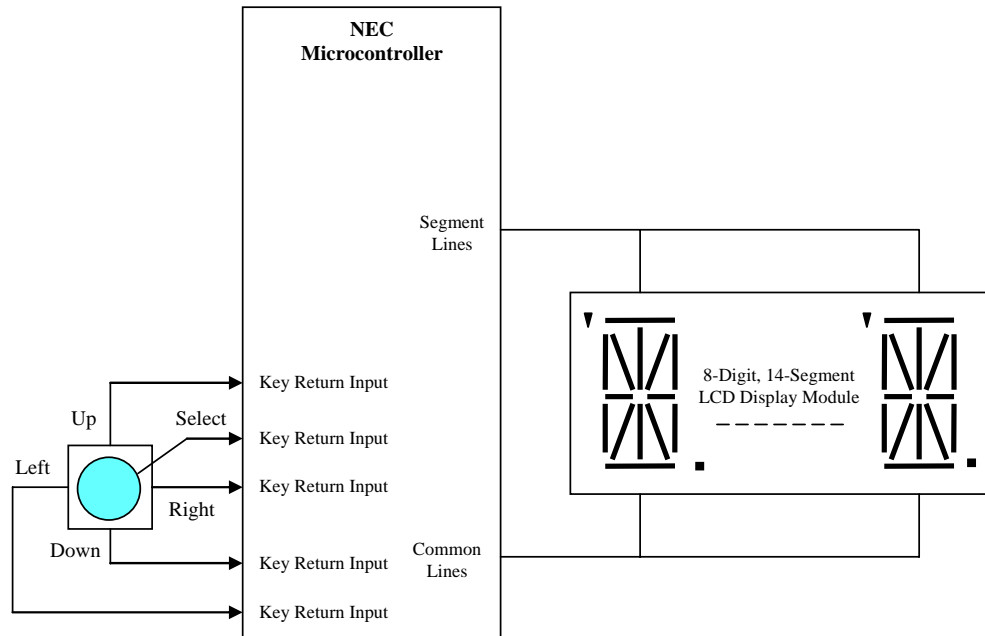 NEC
Microcontroller
Segment
Lines
8-Digit, 14-Segment
LCD Display Module
Key Return Input
Up
Select
Key Return Input
Left
Key Return Input
Right
Down
Key Return Input
Common
Lines
Key Return Input